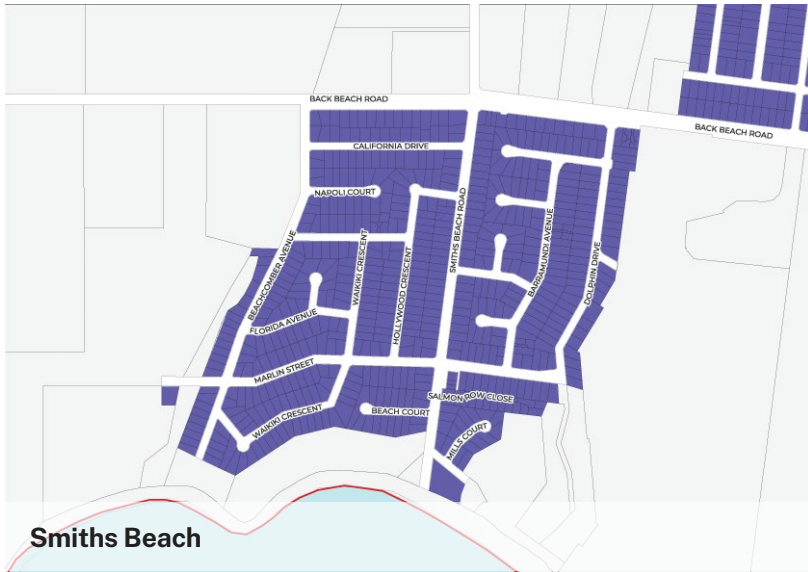 BACK BEACH ROAD
BACK BEACH ROAD
CALIFORNIA DRIVE
NAPOLI COURT
SMITHS BEACH ROAD
BARRAMUNDI AVENUE
BEACHCOMBER AVENUE
WAIKIKI CRESCENT
HOLLYWOOD CRESCENT
DOLPHIN DRIVE
FLORIDA AVENUE
MARLIN STREET
SALMON ROW CLOSE
WAIKIKI CRESCENT
BEACH COURT
MILLS COURT
Smiths Beach